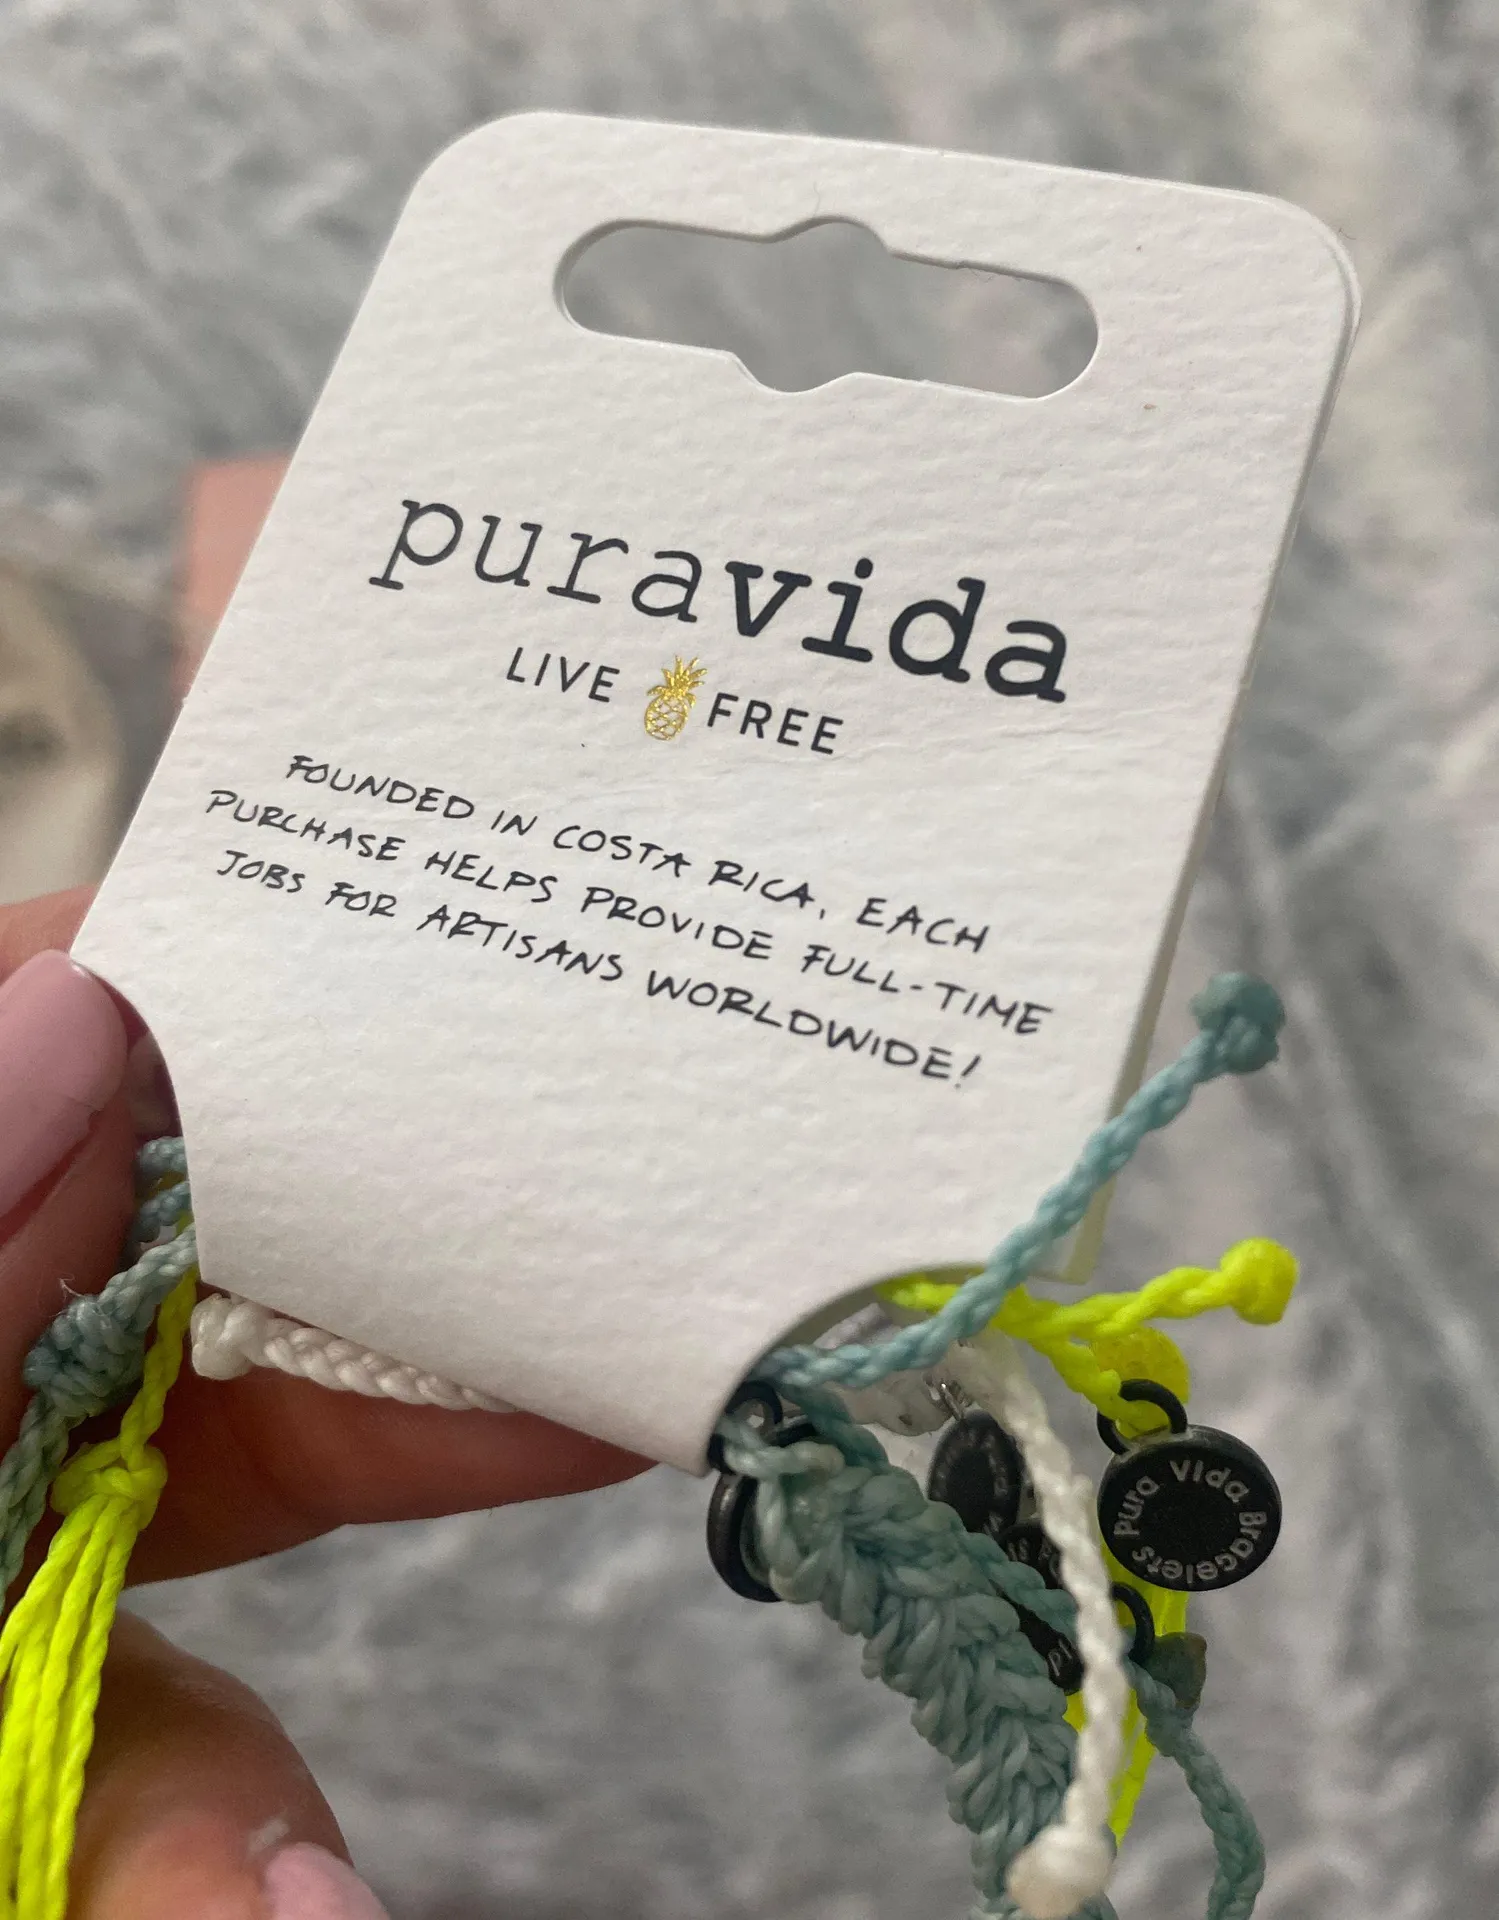 puravida
LIVE FREE
FOUNDED IN COSTA RICA, EACH
PURCHASE HELPS PROVIDE FULL-TIME
JOBS FOR ARTISANS WORLDWIDE!
Pura Vida Bracelets